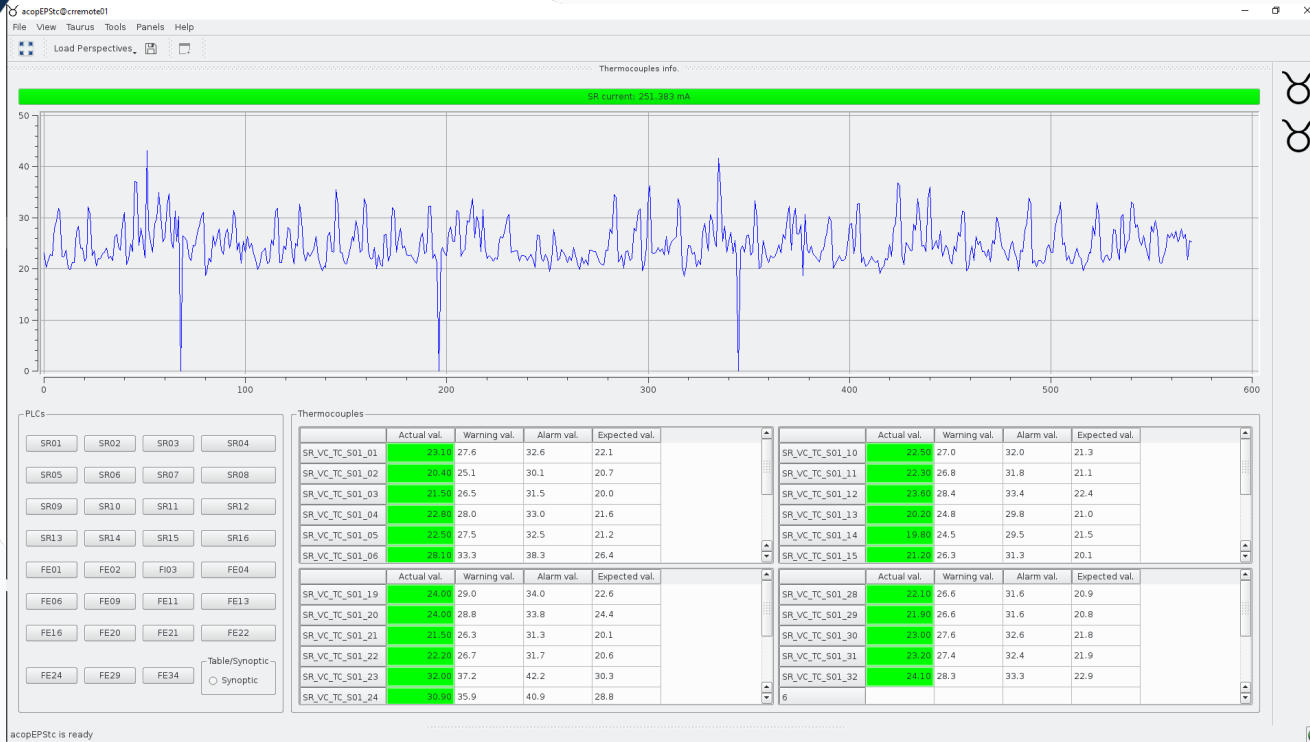 acopEPStc@crremote01
File View Taurus Tools Panels Help
Load Perspectives
Thermocouples info.
SR current: 251.383 mA
50
40
30
20
10
0
0 100 200 300 400 500 600
PLCs
SR01 SR02 SR03 SR04
SR05 SR06 SR07 SR08
SR09 SR10 SR11 SR12
SR13 SR14 SR15 SR16
FE01 FE02 FI03 FE04
FE06 FE09 FE11 FE13
FE16 FE20 FE21 FE22
FE24 FE29 FE34
Table/Synoptic
Synoptic
Thermocouples
Actual val. Warning val. Alarm val. Expected val.
SR_VC_TC_S01_01 23.10 27.6 32.6 22.1
SR_VC_TC_S01_02 20.40 25.1 30.1 20.7
SR_VC_TC_S01_03 21.50 26.5 31.5 20.0
SR_VC_TC_S01_04 22.80 28.0 33.0 21.6
SR_VC_TC_S01_05 22.50 27.5 32.5 21.2
SR_VC_TC_S01_06 28.10 33.3 38.3 26.4
Actual val. Warning val. Alarm val. Expected val.
SR_VC_TC_S01_10 22.50 27.0 32.0 21.3
SR_VC_TC_S01_11 22.30 26.8 31.8 21.1
SR_VC_TC_S01_12 23.60 28.4 33.4 22.4
SR_VC_TC_S01_13 20.20 24.8 29.8 21.0
SR_VC_TC_S01_14 19.80 24.5 29.5 21.5
SR_VC_TC_S01_15 21.20 26.3 31.3 20.1
Actual val. Warning val. Alarm val. Expected val.
SR_VC_TC_S01_19 24.00 29.0 34.0 22.6
SR_VC_TC_S01_20 24.00 28.8 33.8 24.4
SR_VC_TC_S01_21 21.50 26.3 31.3 20.1
SR_VC_TC_S01_22 22.20 26.7 31.7 20.6
SR_VC_TC_S01_23 32.00 37.2 42.2 30.3
SR_VC_TC_S01_24 30.90 35.9 40.9 28.8
Actual val. Warning val. Alarm val. Expected val.
SR_VC_TC_S01_28 22.10 26.6 31.6 20.9
SR_VC_TC_S01_29 21.90 26.6 31.6 20.8
SR_VC_TC_S01_30 23.00 27.6 32.6 21.8
SR_VC_TC_S01_31 23.20 27.4 32.4 21.9
SR_VC_TC_S01_32 24.10 28.3 33.3 22.9
6
acopEPStc is ready